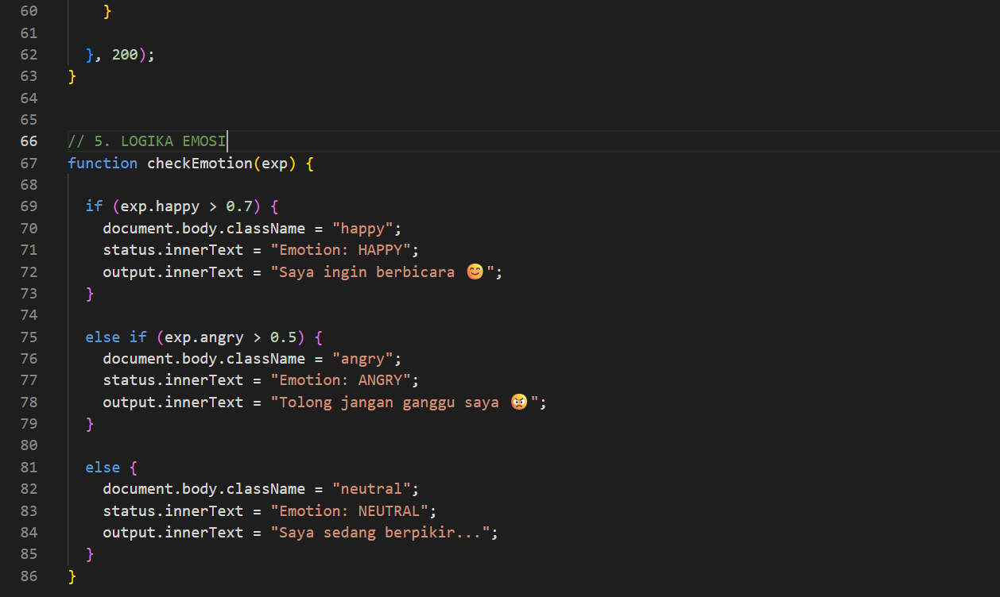 60     }
61
62   }, 200);
63 }
64
65
66 // 5. LOGIKA EMOSI
67 function checkEmotion(exp) {
68
69   if (exp.happy > 0.7) {
70     document.body.className = "happy";
71     status.innerText = "Emotion: HAPPY";
72     output.innerText = "Saya ingin berbicara 😊";
73   }
74
75   else if (exp.angry > 0.5) {
76     document.body.className = "angry";
77     status.innerText = "Emotion: ANGRY";
78     output.innerText = "Tolong jangan ganggu saya 😡";
79   }
80
81   else {
82     document.body.className = "neutral";
83     status.innerText = "Emotion: NEUTRAL";
84     output.innerText = "Saya sedang berpikir...";
85   }
86 }